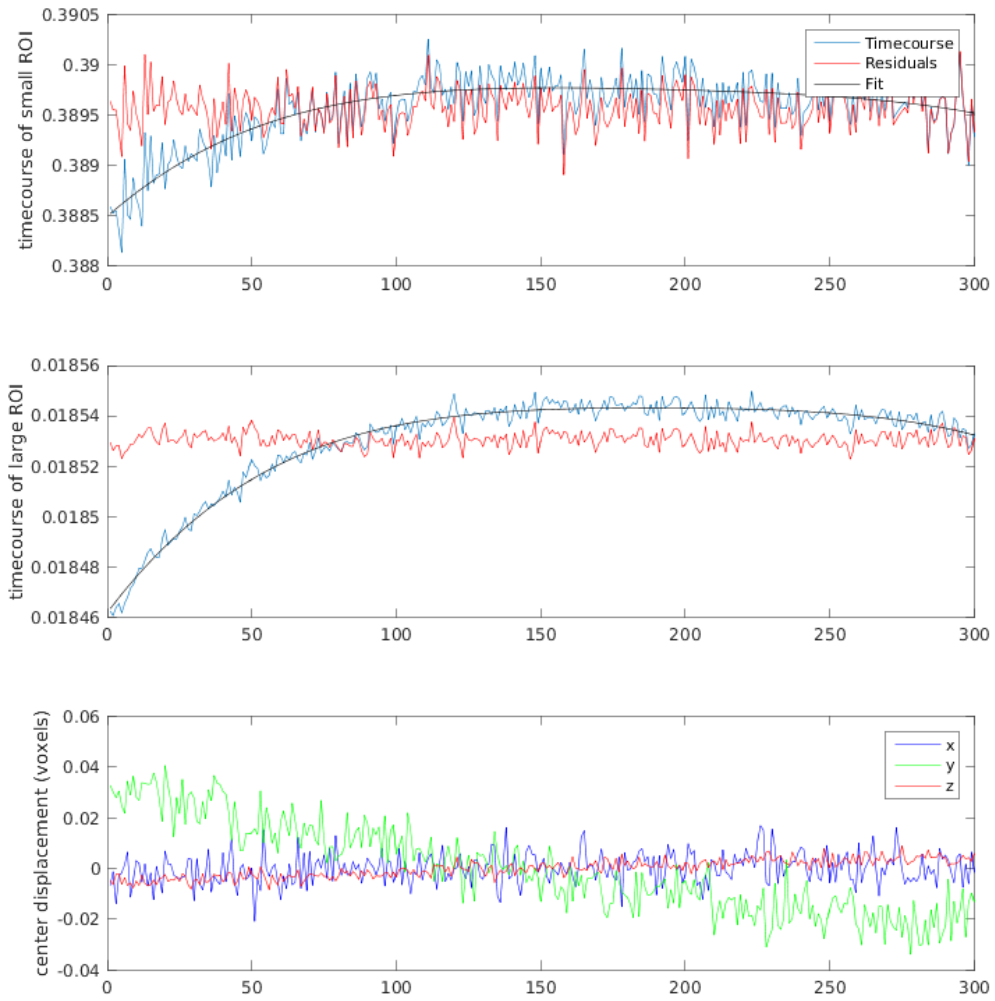 timecourse of small ROI
0.3905
0.39
0.3895
0.389
0.3885
0.388
0 50 100 150 200 250 300
Timecourse
Residuals
Fit
timecourse of large ROI
0.01856
0.01854
0.01852
0.0185
0.01848
0.01846
0 50 100 150 200 250 300
center displacement (voxels)
0.06
0.04
0.02
0
-0.02
-0.04
0 50 100 150 200 250 300
x
y
z